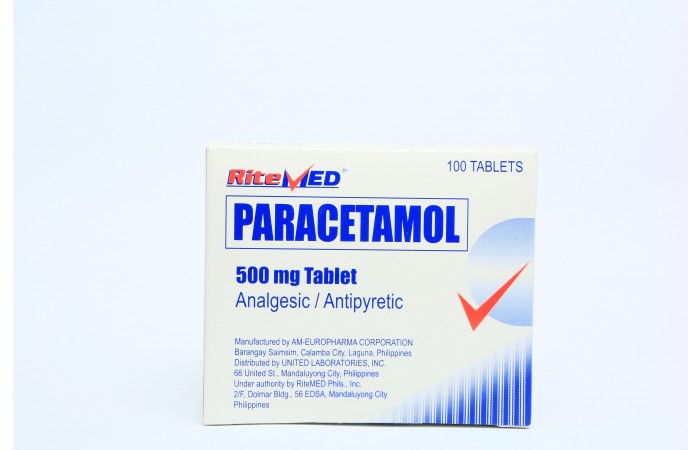 RiteMED®
100 TABLETS
PARACETAMOL
500 mg Tablet
Analgesic / Antipyretic
Manufactured by AM-EUROPHARMA CORPORATION
Barangay Saimsim, Calamba City, Laguna, Philippines
Distributed by UNITED LABORATORIES, INC.
66 United St., Mandaluyong City, Philippines
Under authority by RiteMED Phils., Inc.
2/F, Dolmar Bldg., 56 EDSA, Mandaluyong City
Philippines